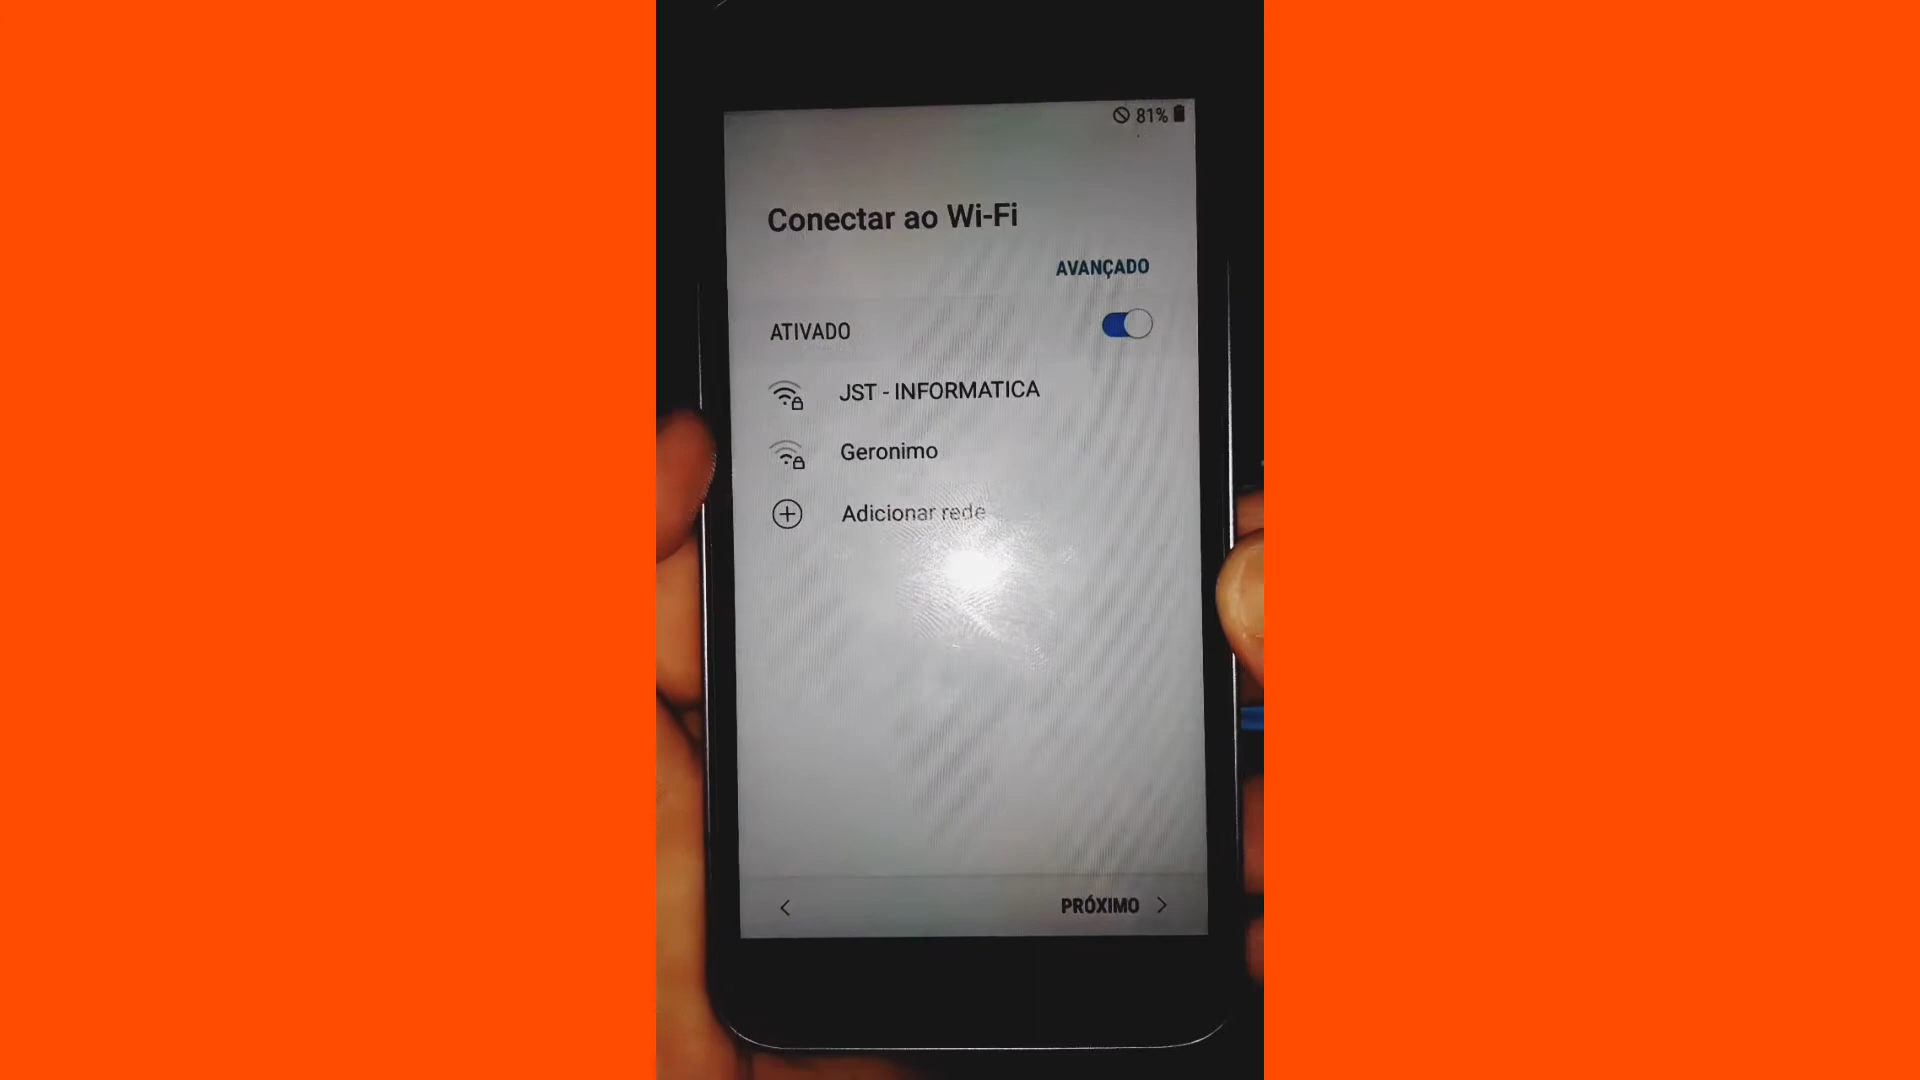 81%
Conectar ao Wi-Fi
AVANÇADO
ATIVADO
JST - INFORMATICA
Geronimo
Adicionar rede
PRÓXIMO